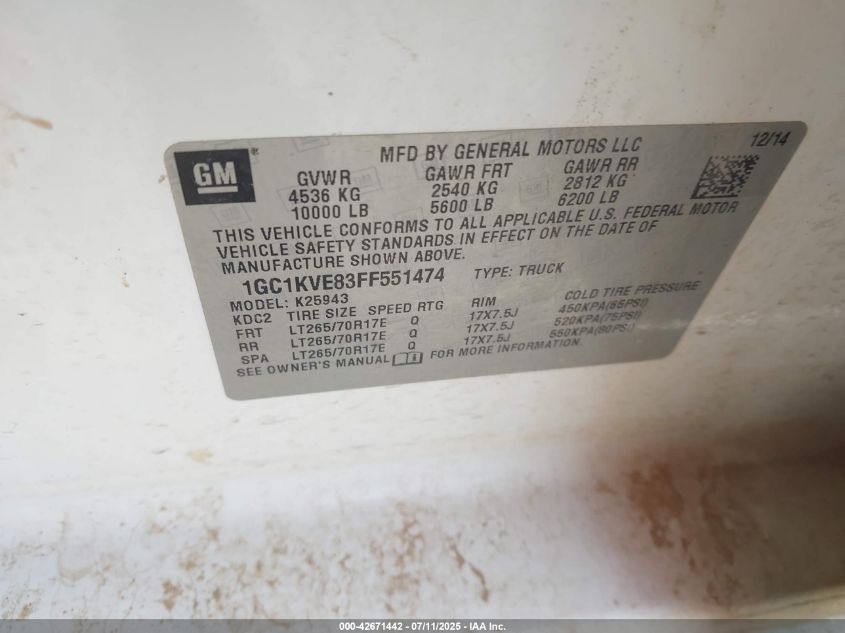 GM
MFD BY GENERAL MOTORS LLC 12/14
GVWR GAWR FRT GAWR RR
4536 KG 2540 KG 2812 KG
10000 LB 5600 LB 6200 LB
THIS VEHICLE CONFORMS TO ALL APPLICABLE U.S. FEDERAL MOTOR
VEHICLE SAFETY STANDARDS IN EFFECT ON THE DATE OF
MANUFACTURE SHOWN ABOVE.
1GC1KVE83FF551474 TYPE: TRUCK
MODEL: K25943
KDC2 TIRE SIZE SPEED RTG RIM COLD TIRE PRESSURE
FRT LT265/70R17E Q 17X7.5J 450KPA(65PSI)
RR LT265/70R17E Q 17X7.5J 520KPA(75PSI)
SPA LT265/70R17E Q 17X7.5J 550KPA(80PSI)
SEE OWNER'S MANUAL FOR MORE INFORMATION.
000-42671442 - 07/11/2025 - IAA Inc.